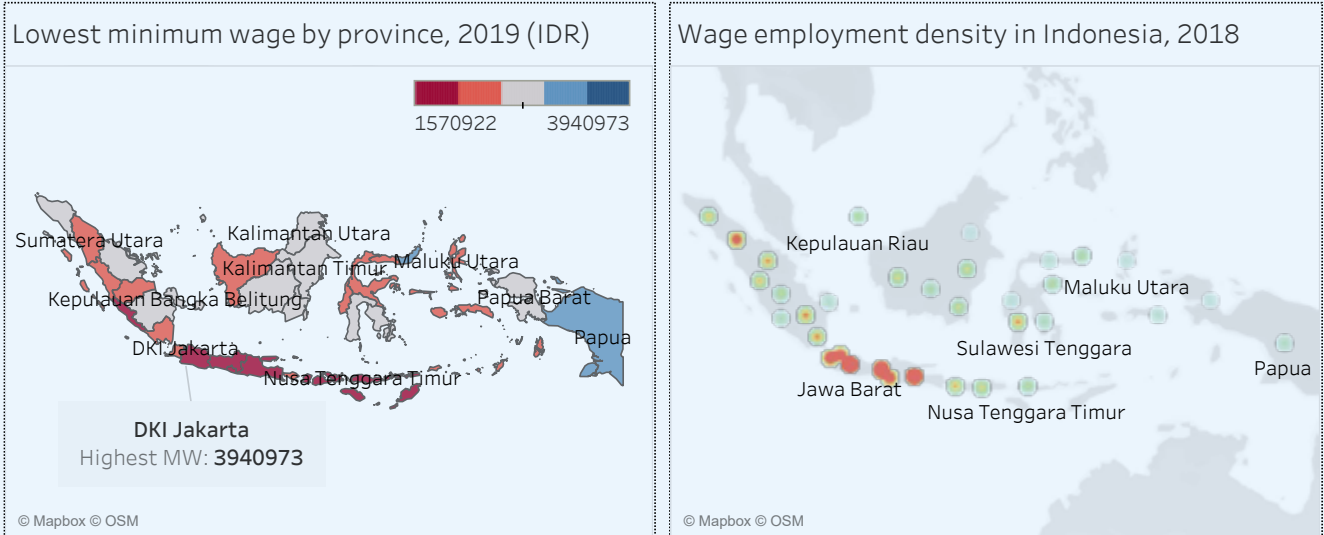 Lowest minimum wage by province, 2019 (IDR)
1570922 3940973
Kalimantan Utara
Sumatera Utara
Maluku Utara
Kalimantan Timur
Papua Barat
Kepulauan Bangka Belitung
Papua
DKI Jakarta
Nusa Tenggara Timur
DKI Jakarta
Highest MW: 3940973
© Mapbox © OSM
Wage employment density in Indonesia, 2018
Kepulauan Riau
Maluku Utara
Sulawesi Tenggara
Papua
Jawa Barat
Nusa Tenggara Timur
© Mapbox © OSM